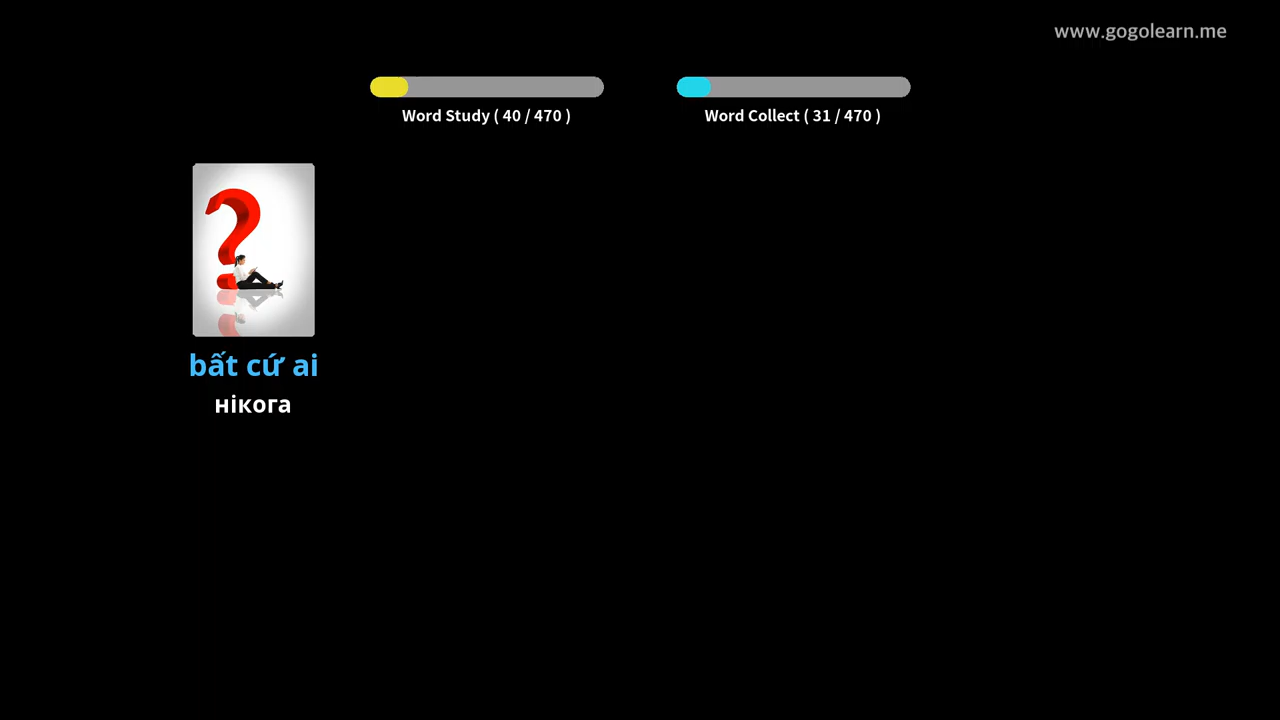 www.gogolearn.me
Word Study ( 40 / 470 )
Word Collect ( 31 / 470 )
bất cứ ai
нікога